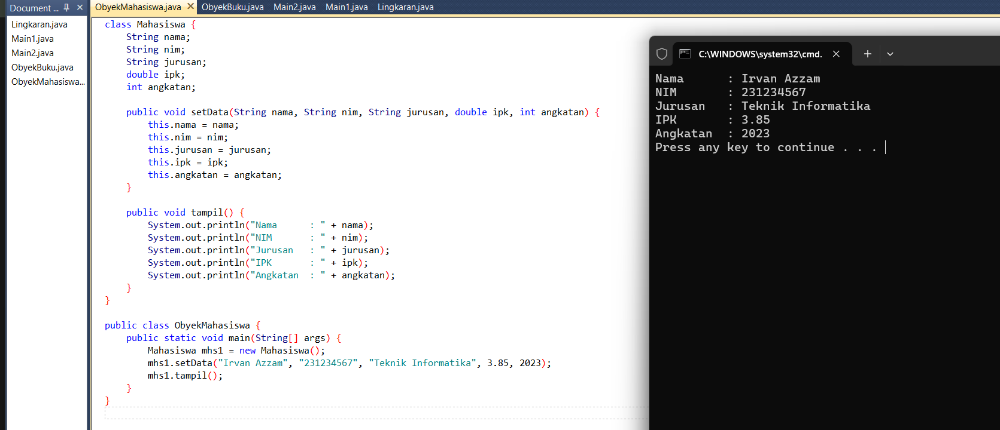 Document ...
Lingkaran.java
Main1.java
Main2.java
ObyekBuku.java
ObyekMahasiswa...
ObyekMahasiswa.java ObyekBuku.java Main2.java Main1.java Lingkaran.java
class Mahasiswa {
    String nama;
    String nim;
    String jurusan;
    double ipk;
    int angkatan;

    public void setData(String nama, String nim, String jurusan, double ipk, int angkatan) {
        this.nama = nama;
        this.nim = nim;
        this.jurusan = jurusan;
        this.ipk = ipk;
        this.angkatan = angkatan;
    }

    public void tampil() {
        System.out.println("Nama      : " + nama);
        System.out.println("NIM       : " + nim);
        System.out.println("Jurusan   : " + jurusan);
        System.out.println("IPK       : " + ipk);
        System.out.println("Angkatan  : " + angkatan);
    }
}

public class ObyekMahasiswa {
    public static void main(String[] args) {
        Mahasiswa mhs1 = new Mahasiswa();
        mhs1.setData("Irvan Azzam", "231234567", "Teknik Informatika", 3.85, 2023);
        mhs1.tampil();
    }
}
C:\WINDOWS\system32\cmd.
Nama      : Irvan Azzam
NIM       : 231234567
Jurusan   : Teknik Informatika
IPK       : 3.85
Angkatan  : 2023
Press any key to continue . . .